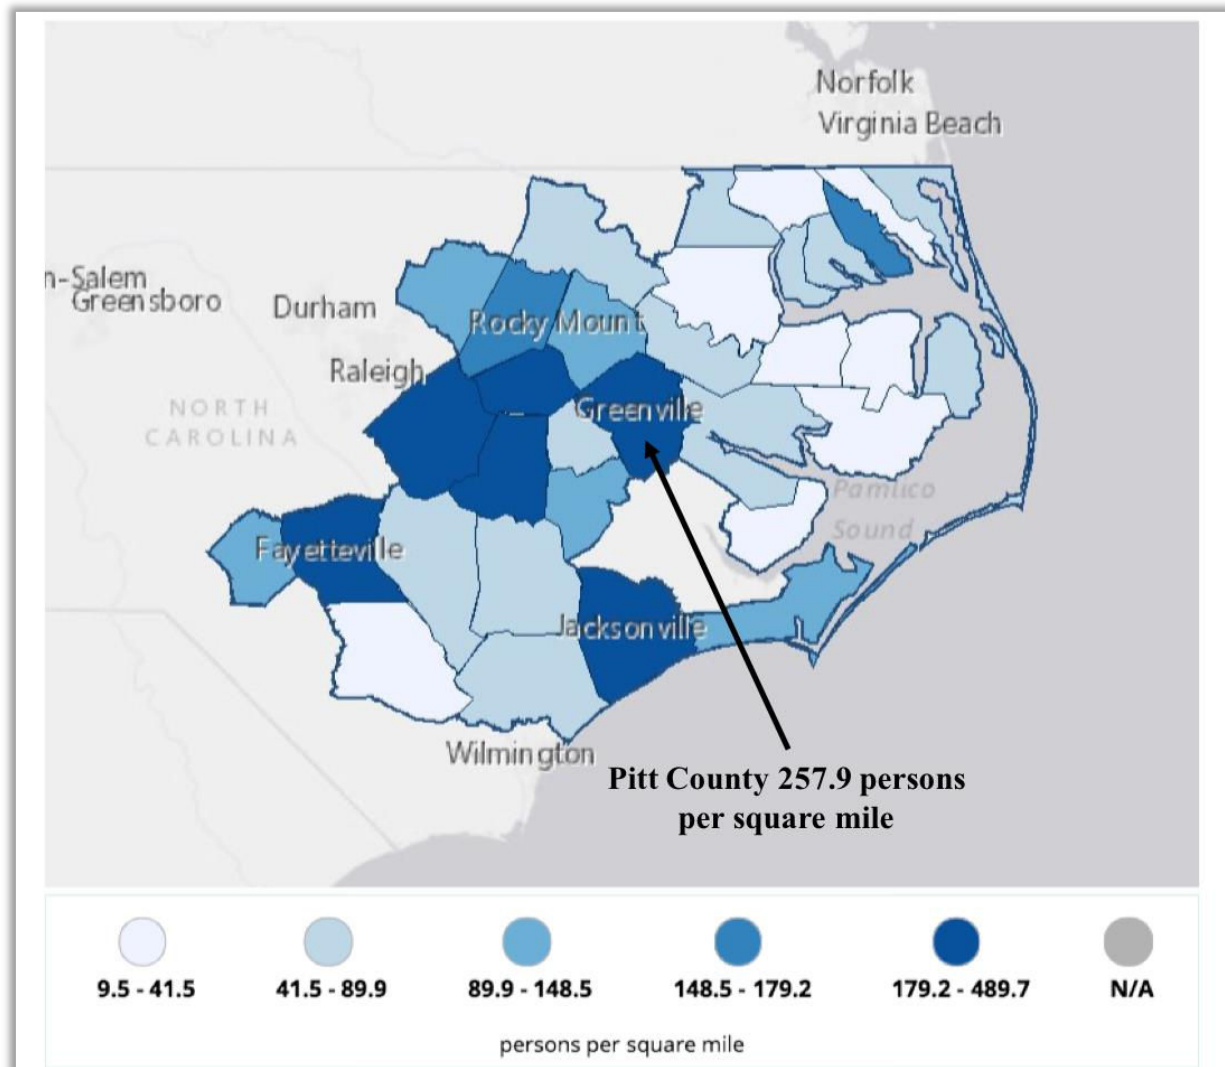 Norfolk
Virginia Beach
n-Salem
Greensboro
Durham
Rocky Mount
Raleigh
NORTH
CAROLINA
Greenville
Pamlico
Sound
Fayetteville
Jacksonville
Wilmington
Pitt County 257.9 persons
per square mile
9.5 - 41.5
41.5 - 89.9
89.9 - 148.5
148.5 - 179.2
179.2 - 489.7
N/A
persons per square mile